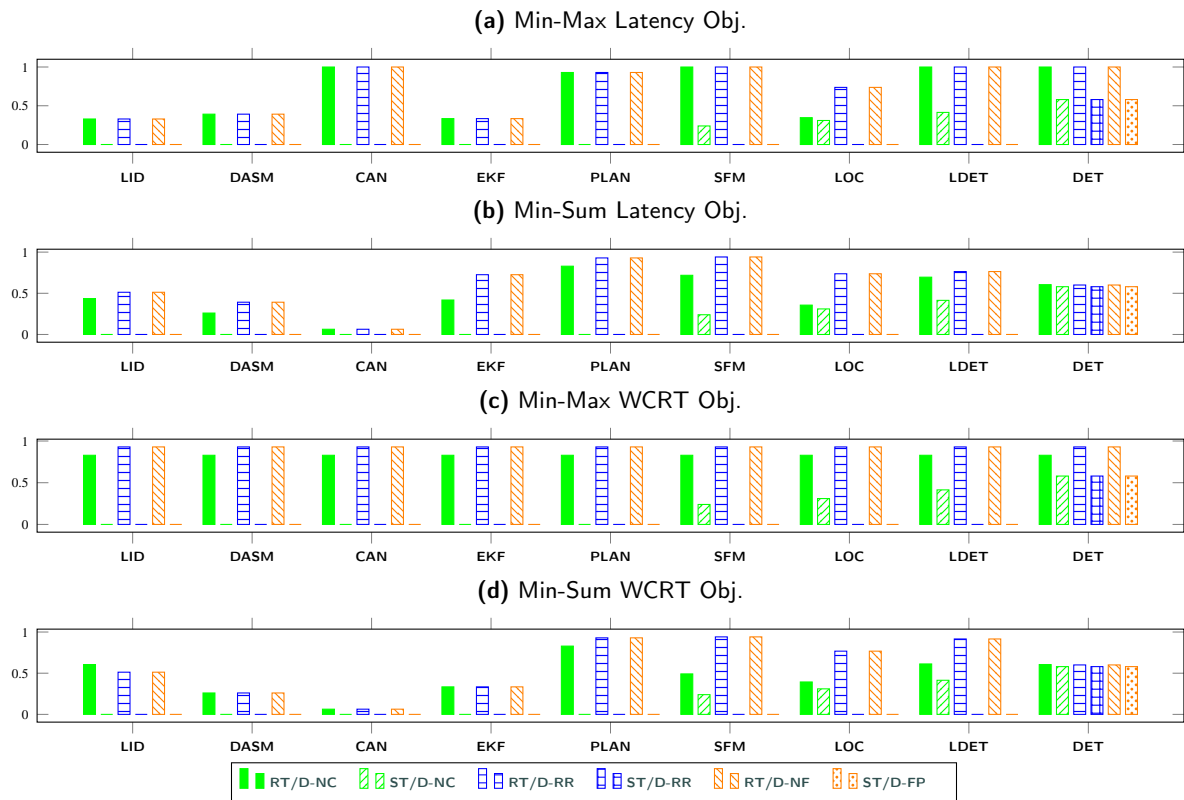 (a) Min-Max Latency Obj.
1
0.5
0
LID DASM CAN EKF PLAN SFM LOC LDET DET
(b) Min-Sum Latency Obj.
1
0.5
0
LID DASM CAN EKF PLAN SFM LOC LDET DET
(c) Min-Max WCRT Obj.
1
0.5
0
LID DASM CAN EKF PLAN SFM LOC LDET DET
(d) Min-Sum WCRT Obj.
1
0.5
0
LID DASM CAN EKF PLAN SFM LOC LDET DET
RT/D-NC ST/D-NC RT/D-RR ST/D-RR RT/D-NF ST/D-FP